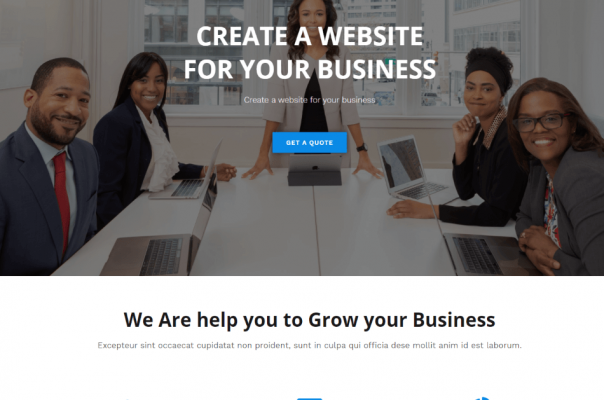 CREATE A WEBSITE
FOR YOUR BUSINESS
Create a website for your business
GET A QUOTE
We Are help you to Grow your Business
Excepteur sint occaecat cupidatat non proident, sunt in culpa qui officia dese mollit anim id est laborum.